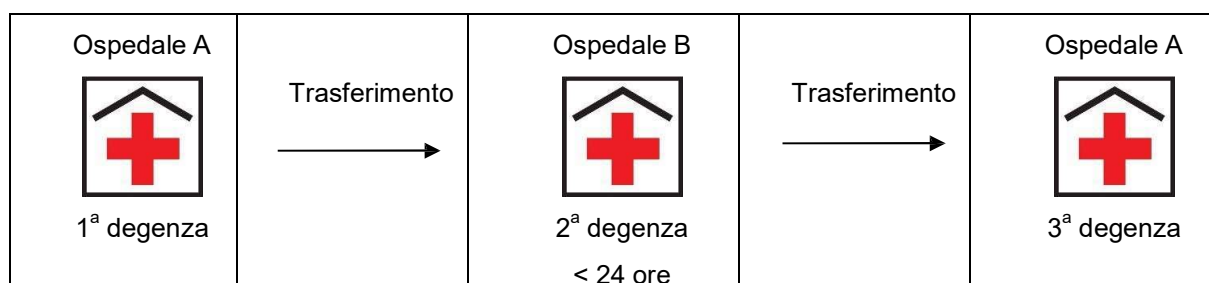 Ospedale A
Trasferimento
Ospedale B
Trasferimento
Ospedale A
1ª degenza
2ª degenza
3ª degenza
< 24 ore